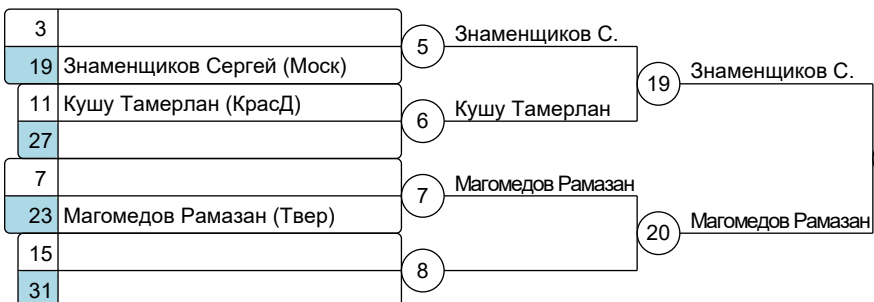 3
19 Знаменщиков Сергей (Моск)
5
Знаменщиков С.
11 Кушу Тамерлан (КрасД)
27
6
Кушу Тамерлан
19
Знаменщиков С.
7
23 Магомедов Рамазан (Твер)
7
Магомедов Рамазан
15
31
8
20
Магомедов Рамазан